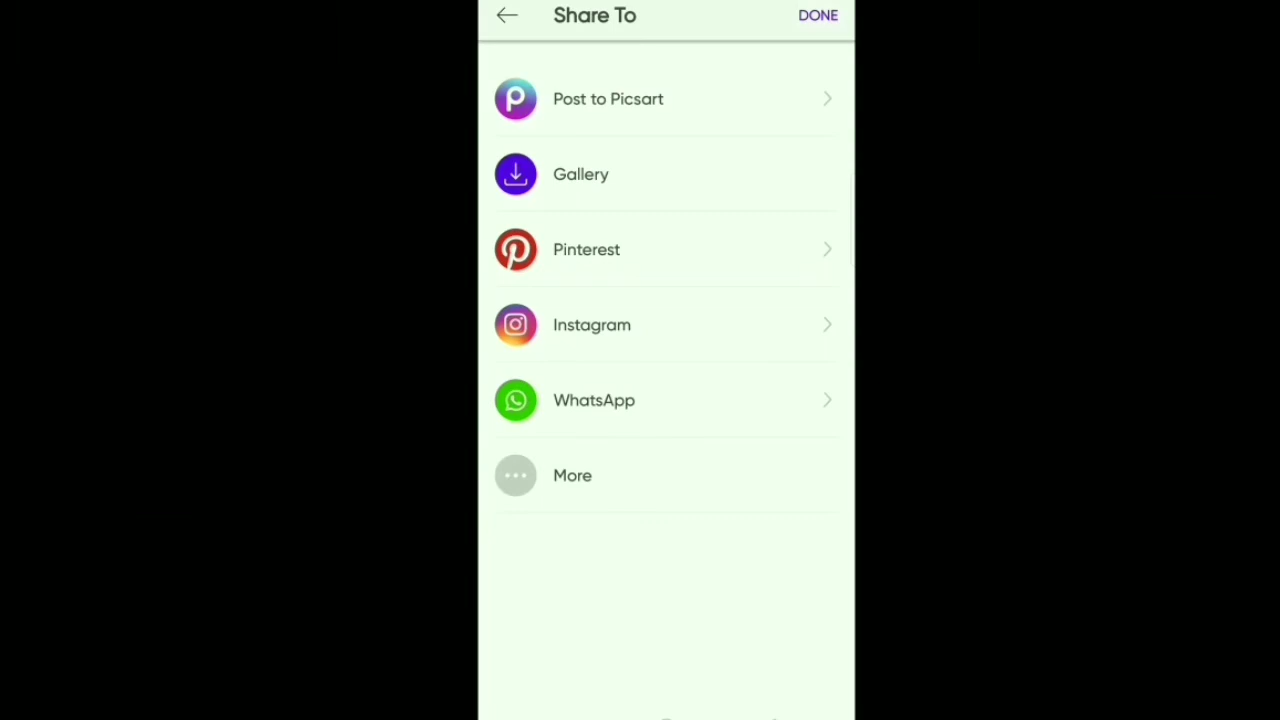 Share To
DONE
Post to Picsart
Gallery
Pinterest
Instagram
WhatsApp
More